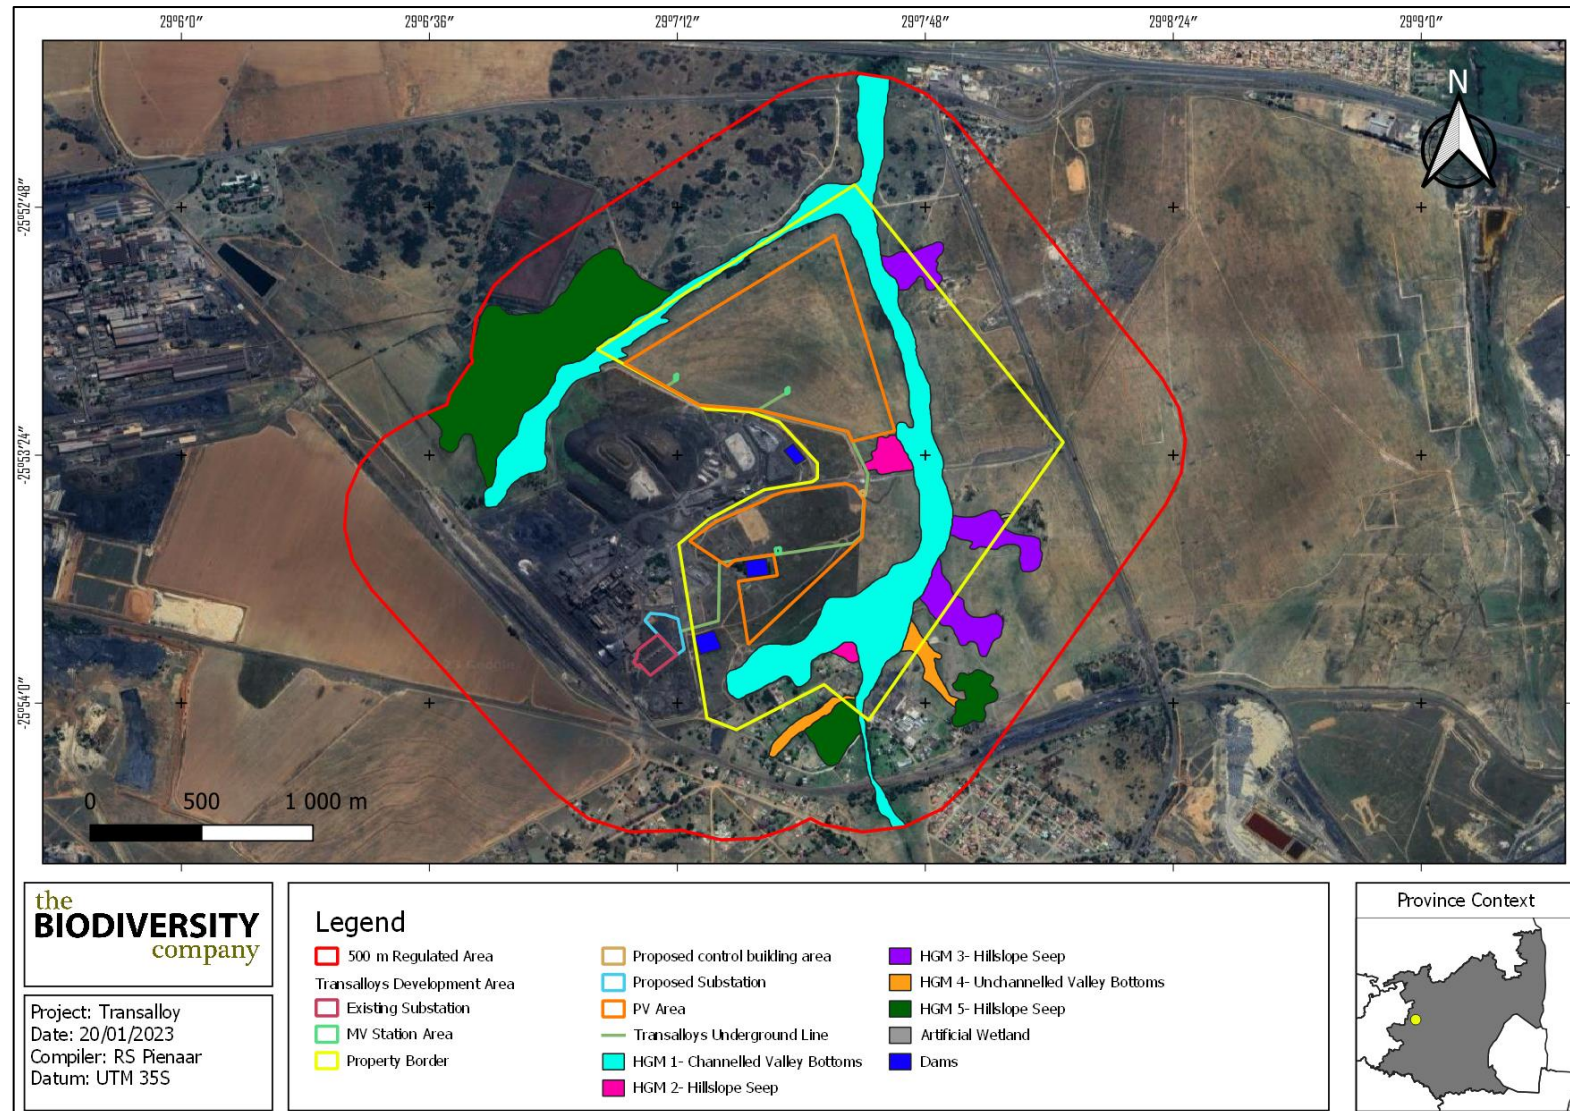 29°6'0" 29°6'36" 29°7'12" 29°7'48" 29°8'24" 29°9'0"
-25°52'48"
-25°53'24"
-25°54'0"
N
0 500 1 000 m
the
BIODIVERSITY
company
Project: Transalloy
Date: 20/01/2023
Compiler: RS Pienaar
Datum: UTM 35S
Legend
500 m Regulated Area
Transalloys Development Area
Existing Substation
MV Station Area
Property Border
Proposed control building area
Proposed Substation
PV Area
Transalloys Underground Line
HGM 1- Channelled Valley Bottoms
HGM 2- Hillslope Seep
HGM 3- Hillslope Seep
HGM 4- Unchannelled Valley Bottoms
HGM 5- Hillslope Seep
Artificial Wetland
Dams
Province Context